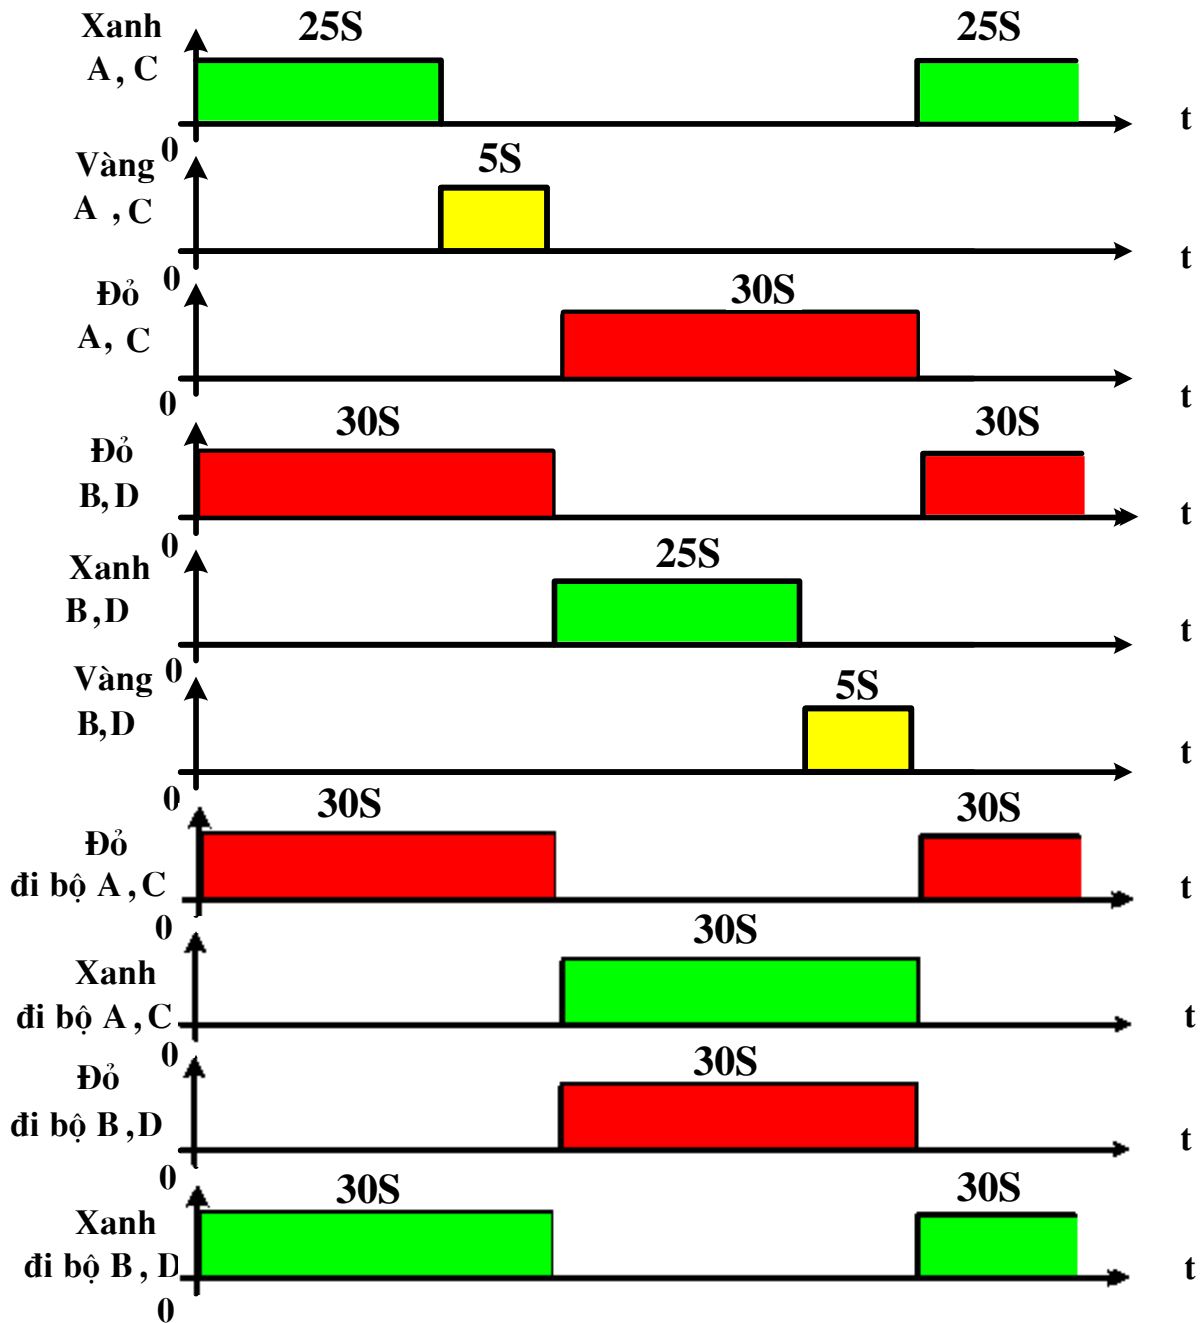 Xanh
A , C
25S
25S
t
0
Vàng
A , C
5S
t
0
Đỏ
A, C
30S
t
0
Đỏ
B, D
30S
30S
t
0
Xanh
B ,D
25S
t
0
Vàng
B, D
5S
t
0
Đỏ
đi bộ A , C
30S
30S
t
0
Xanh
đi bộ A , C
30S
t
0
Đỏ
đi bộ B ,D
30S
t
0
Xanh
đi bộ B , D
30S
30S
t
0